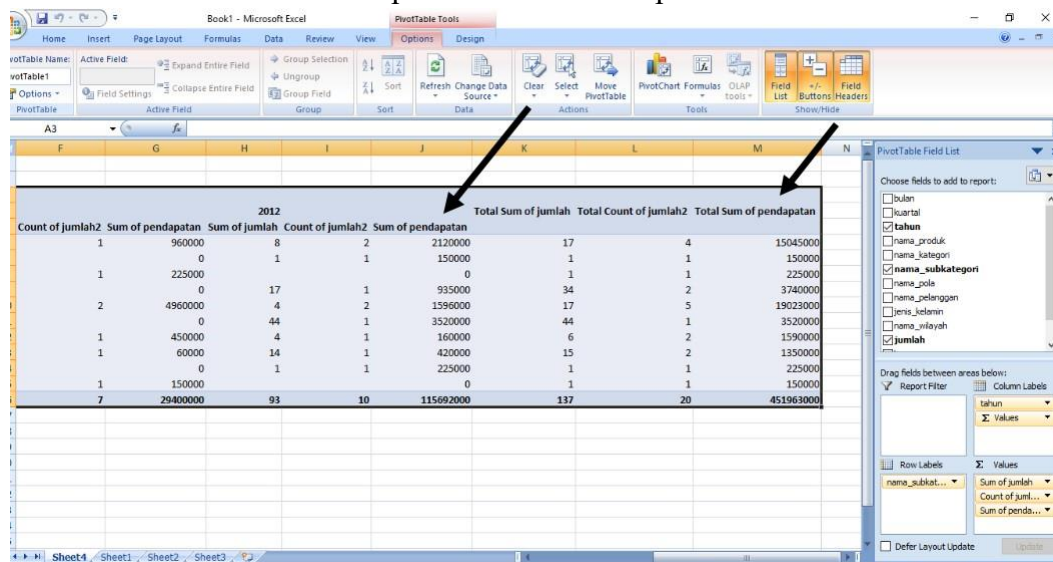 Book1 - Microsoft Excel
PivotTable Tools
Home Insert Page Layout Formulas Data Review View Options Design
votTable Name: Active Field:
votTable1
Options
Expand Entire Field
Collapse Entire Field
Field Settings
Group Selection
Ungroup
Group Field
Sort
Refresh Change Data Source
Clear Select Move PivotTable
PivotChart Formulas OLAP tools
Field List +/- Buttons Field Headers
PivotTable Active Field Group Sort Data Actions Tools Show/Hide
A3 fx
F G H I J K L M N
2012 Total Sum of jumlah Total Count of jumlah2 Total Sum of pendapatan
Count of jumlah2 Sum of pendapatan Sum of jumlah Count of jumlah2 Sum of pendapatan
1 960000 8 2 2120000 17 4 15045000
0 1 1 150000 1 1 150000
1 225000 0 1 1 225000
0 17 1 935000 34 2 3740000
2 4960000 4 2 1596000 17 5 19023000
0 44 1 3520000 44 1 3520000
1 450000 4 1 160000 6 2 1590000
1 60000 14 1 420000 15 2 1350000
0 1 1 225000 1 1 225000
1 150000 0 1 1 150000
7 29400000 93 10 115692000 137 20 451963000
Sheet4 Sheet1 Sheet2 Sheet3
PivotTable Field List
Choose fields to add to report:
bulan
kuartal
tahun
nama_produk
nama_kategori
nama_subkategori
nama_pola
nama_pelanggan
jenis_kelamin
nama_wilayah
jumlah
Drag fields between areas below:
Report Filter Column Labels
tahun
Σ Values
Row Labels Σ Values
nama_subkat... Sum of jumlah
Count of juml...
Sum of penda...
Defer Layout Update Update